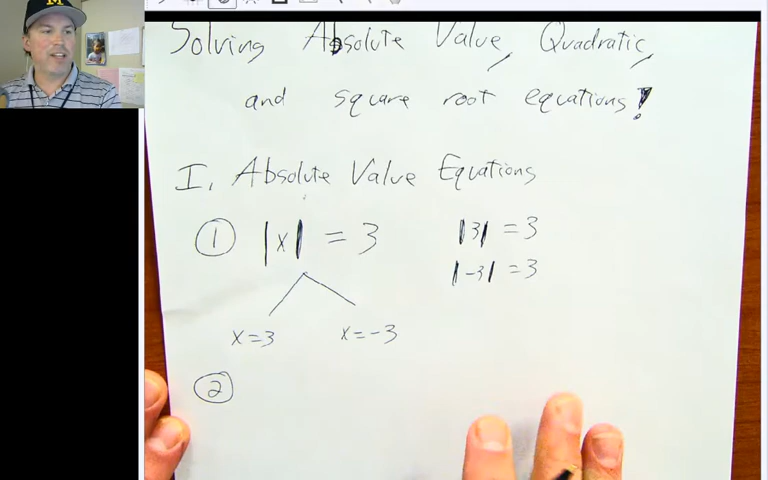 Solving Absolute Value, Quadratic,
and square root equations!
I. Absolute Value Equations
① |x| = 3
|3| = 3
|-3| = 3
x=3 x=-3
②